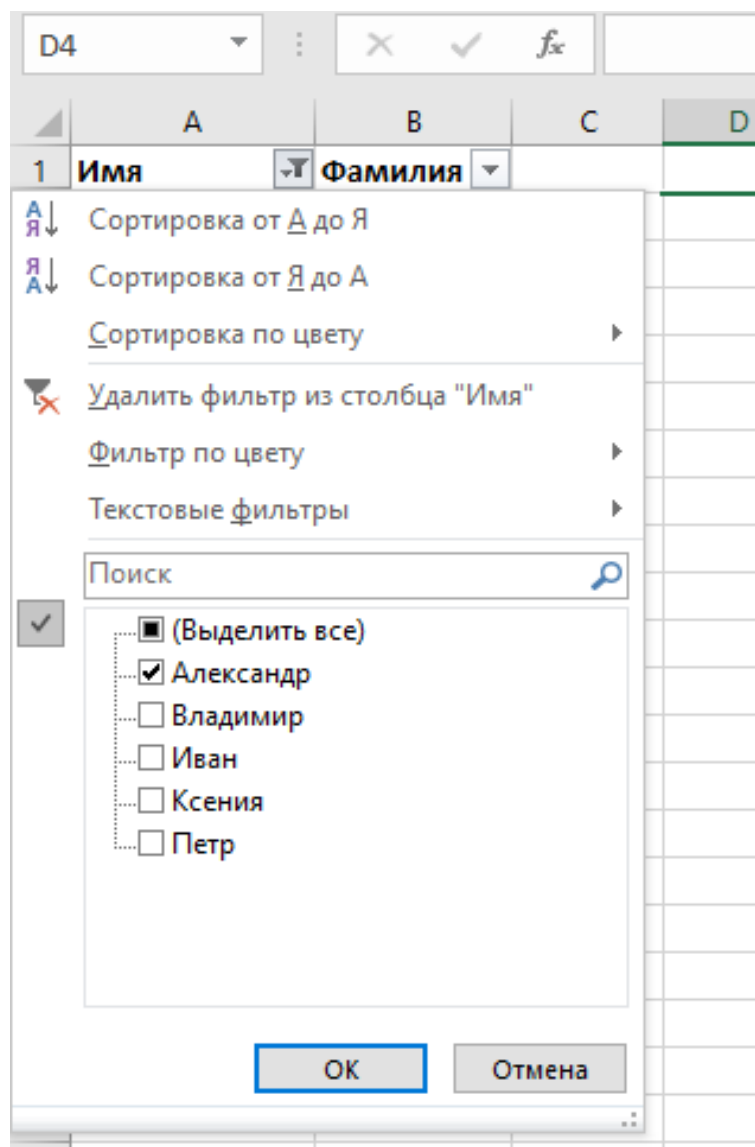 D4 fx
A B C D
1 Имя Фамилия
Сортировка от А до Я
Сортировка от Я до А
Сортировка по цвету
Удалить фильтр из столбца "Имя"
Фильтр по цвету
Текстовые фильтры
Поиск
(Выделить все)
Александр
Владимир
Иван
Ксения
Петр
ОК Отмена